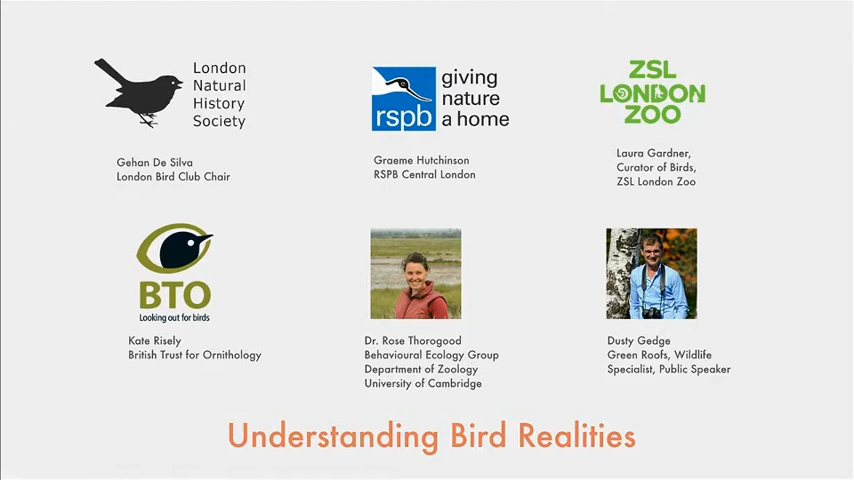 London
Natural
History
Society
Gehan De Silva
London Bird Club Chair
rspb
giving
nature
a home
Graeme Hutchinson
RSPB Central London
ZSL
LONDON
ZOO
Laura Gardner,
Curator of Birds,
ZSL London Zoo
BTO
Looking out for birds
Kate Risely
British Trust for Ornithology
Dr. Rose Thorogood
Behavioural Ecology Group
Department of Zoology
University of Cambridge
Dusty Gedge
Green Roofs, Wildlife
Specialist, Public Speaker
Understanding Bird Realities